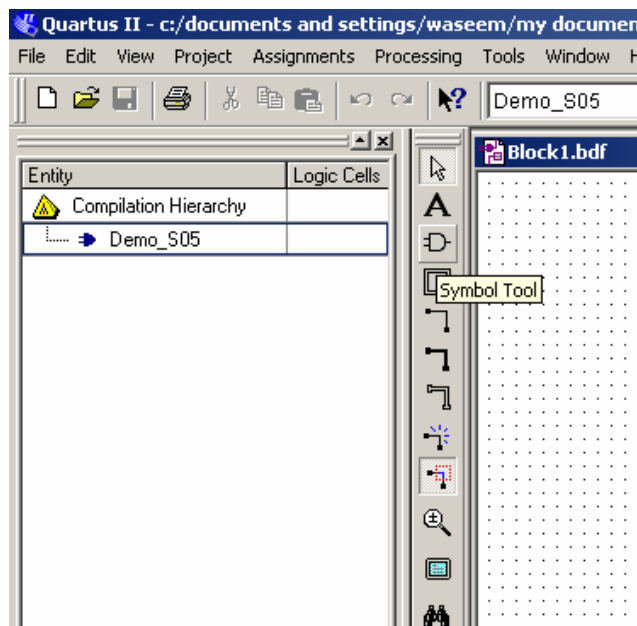 Quartus II - c:/documents and settings/waseem/my documen
File Edit View Project Assignments Processing Tools Window H
Demo_S05
Block1.bdf
Entity Logic Cells
Compilation Hierarchy
Demo_S05
A
Symbol Tool